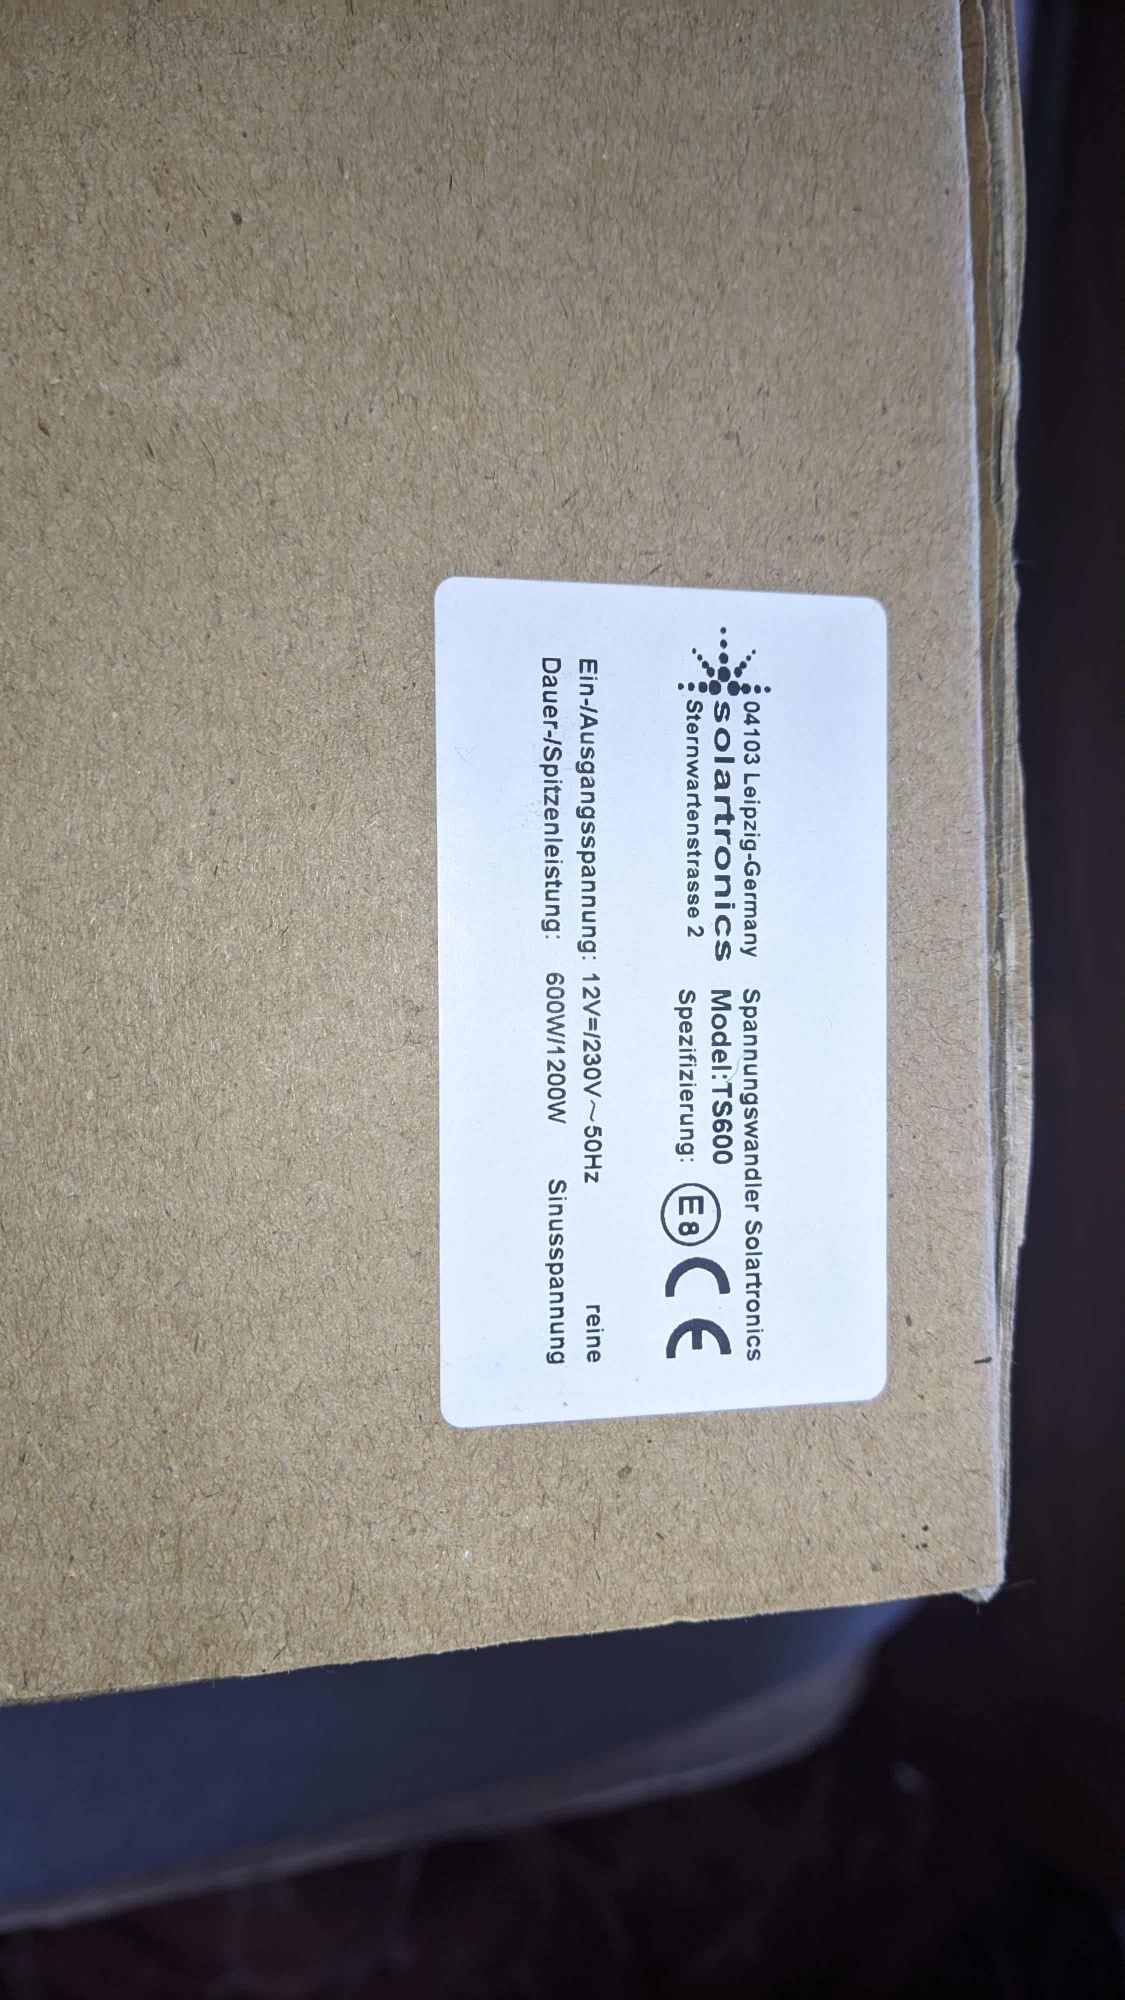 04103 Leipzig-Germany
solartronics
Sternwartenstrasse 2
Spannungswandler Solartronics
Model:TS600
Spezifizierung: E8 CE
Ein-/Ausgangsspannung: 12V=/230V~50Hz reine
Dauer-/Spitzenleistung: 600W/1200W Sinusspannung